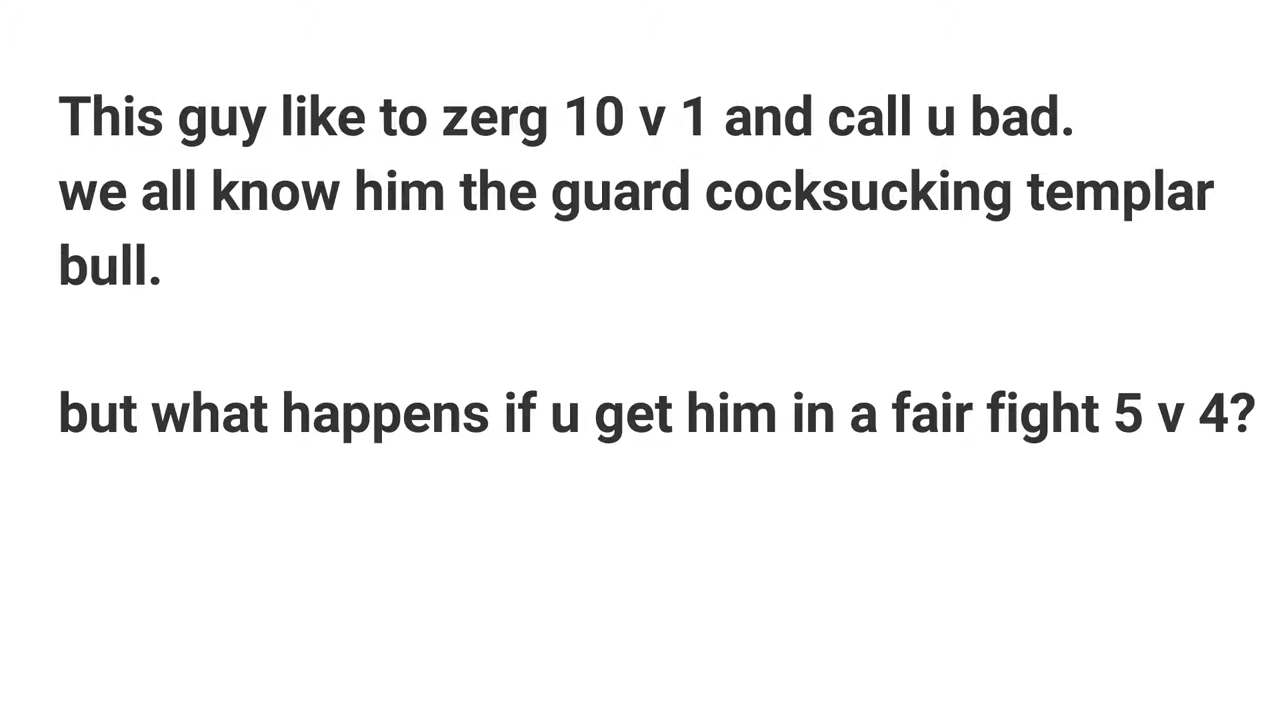 This guy like to zerg 10 v 1 and call u bad.
we all know him the guard cocksucking templar
bull.
but what happens if u get him in a fair fight 5 v 4?